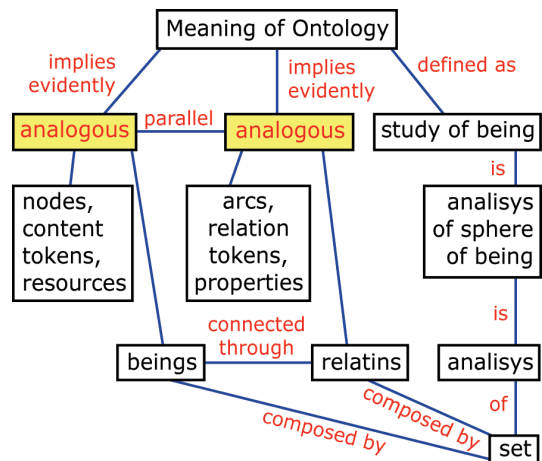 Meaning of Ontology
implies
evidently
implies
evidently
defined as
analogous
parallel
analogous
study of being
is
nodes,
content
tokens,
resources
arcs,
relation
tokens,
properties
analisys
of sphere
of being
is
connected
through
beings
relatins
analisys
of
composed by
composed by
set